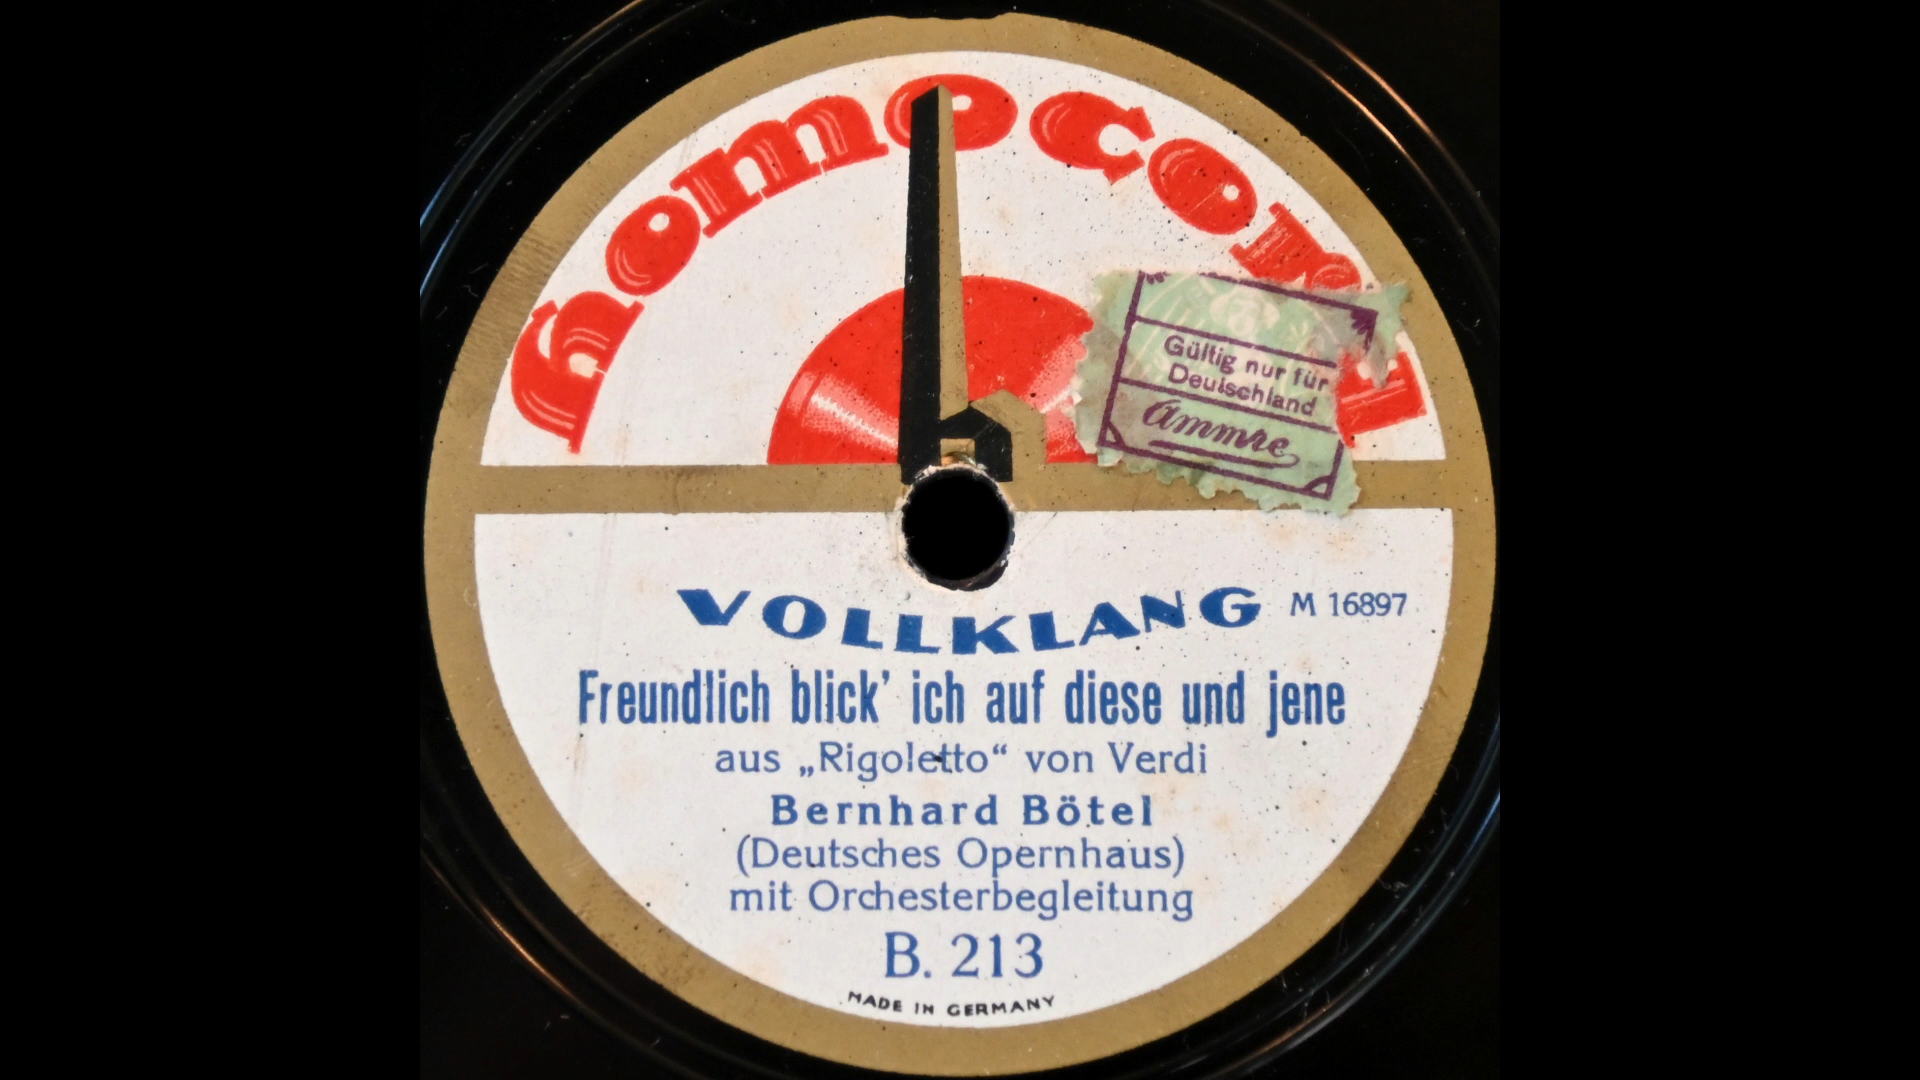 homocord
Gültig nur für
Deutschland
Ammre
VOLLKLANG
M 16897
Freundlich blick' ich auf diese und jene
aus „Rigoletto“ von Verdi
Bernhard Bötel
(Deutsches Opernhaus)
mit Orchesterbegleitung
B. 213
MADE IN GERMANY